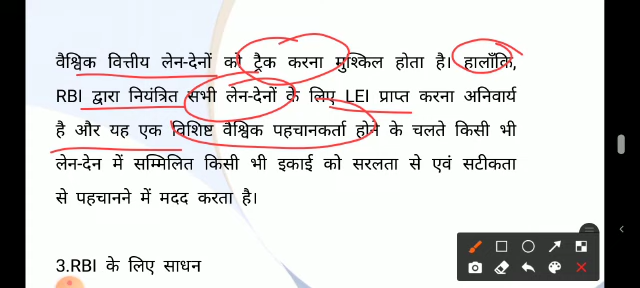 वैश्विक वित्तीय लेन-देनों को ट्रैक करना मुश्किल होता है। हालाँकि,
RBI द्वारा नियंत्रित सभी लेन-देनों के लिए LEI प्राप्त करना अनिवार्य
है और यह एक विशिष्ट वैश्विक पहचानकर्ता होने के चलते किसी भी
लेन-देन में सम्मिलित किसी भी इकाई को सरलता से एवं सटीकता
से पहचानने में मदद करता है।
3.RBI के लिए साधन